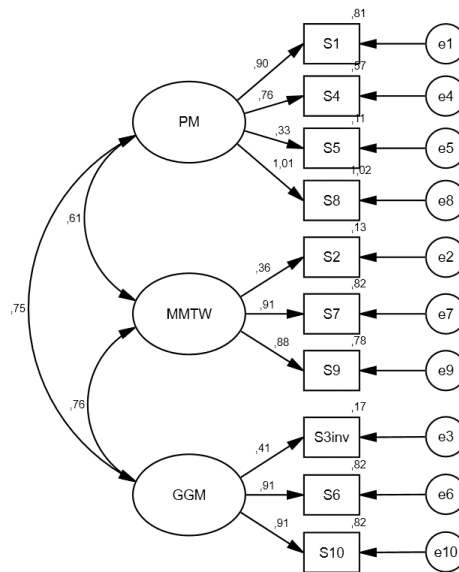 ,81
S1
e1
,90
,57
S4
e4
,76
,11
PM
S5
e5
,33
1,01
1,02
S8
e8
,61
,13
S2
e2
,36
,82
,75
MMTW
,91
S7
e7
,88
,78
S9
e9
,76
,17
S3inv
e3
,41
,82
GGM
,91
S6
e6
,91
,82
S10
e10